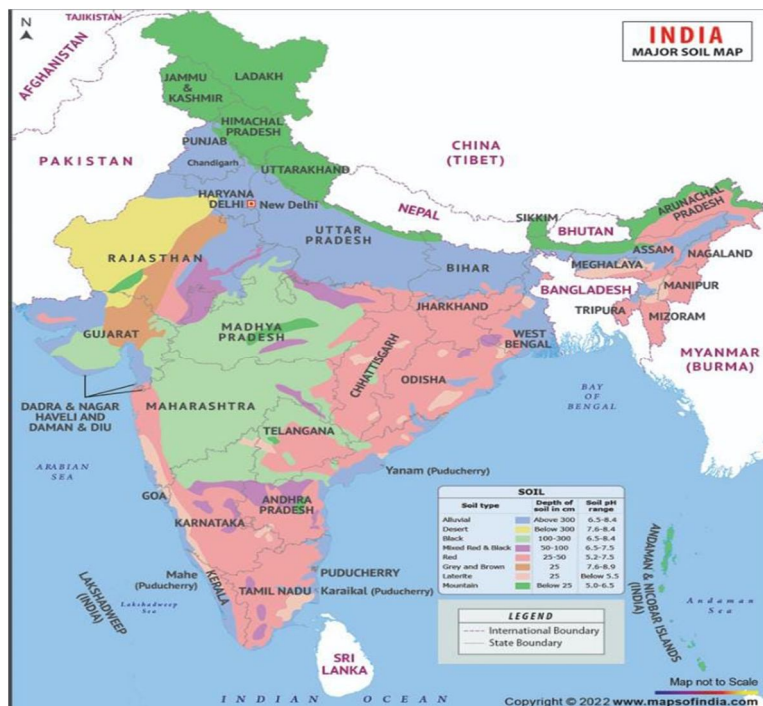 N
TAJIKISTAN
AFGHANISTAN
INDIA
MAJOR SOIL MAP
JAMMU
&
KASHMIR
LADAKH
HIMACHAL
PRADESH
PUNJAB
Chandigarh
UTTARAKHAND
PAKISTAN
CHINA
(TIBET)
HARYANA
DELHI
New Delhi
NEPAL
SIKKIM
BHUTAN
ARUNACHAL
PRADESH
RAJASTHAN
UTTAR
PRADESH
BIHAR
ASSAM
NAGALAND
MEGHALAYA
BANGLADESH
MANIPUR
TRIPURA
MIZORAM
GUJARAT
MADHYA
PRADESH
JHARKHAND
WEST
BENGAL
CHHATTISGARH
MYANMAR
(BURMA)
DADRA & NAGAR
HAVELI AND
DAMAN & DIU
MAHARASHTRA
ODISHA
BAY
OF
BENGAL
TELANGANA
ARABIAN
SEA
Yanam (Puducherry)
GOA
ANDHRA
PRADESH
KARNATAKA
SOIL
Soil type Depth of soil in cm Soil pH range
Alluvial Above 300 6.5-8.4
Desert Below 300 7.6-8.4
Black 100-300 6.5-8.4
Mixed Red & Black 50-100 6.5-7.5
Red 25-50 5.2-7.5
Grey and Brown 25 7.6-8.9
Laterite 25 Below 5.5
Mountain Below 25 5.0-6.5
ANDAMAN & NICOBAR ISLANDS
(INDIA)
Andaman
Sea
LAKSHADWEEP
(INDIA)
Lakshadweep
Sea
Mahe
(Puducherry)
KERALA
TAMIL NADU
PUDUCHERRY
Karaikal (Puducherry)
LEGEND
International Boundary
State Boundary
SRI
LANKA
INDIAN OCEAN
Map not to Scale
Copyright © 2022 www.mapsofindia.com